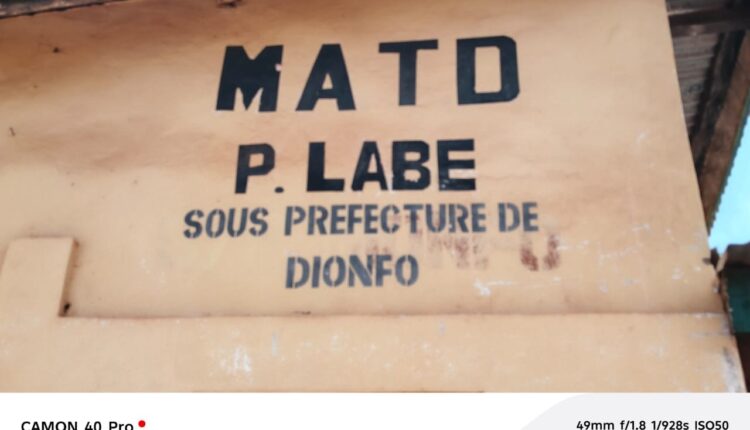 MATD
P. LABE
SOUS PREFECTURE DE
DIONFO
CAMON 40 Pro
49mm f/1.8 1/928s ISO50